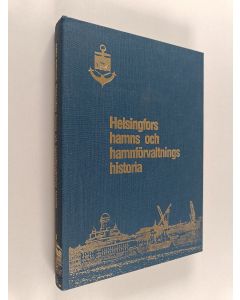 Helsingfors
hamns och
hamnförvaltnings
historia